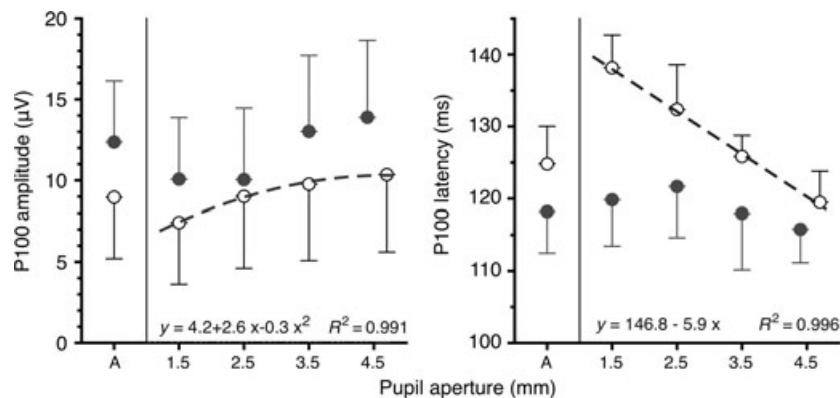 P100 amplitude (µV)
20
15
10
5
0
y = 4.2+2.6 x-0.3 x²
R² = 0.991
A
1.5
2.5
3.5
4.5
P100 latency (ms)
140
130
120
110
100
y = 146.8 - 5.9 x
R² = 0.996
A
1.5
2.5
3.5
4.5
Pupil aperture (mm)